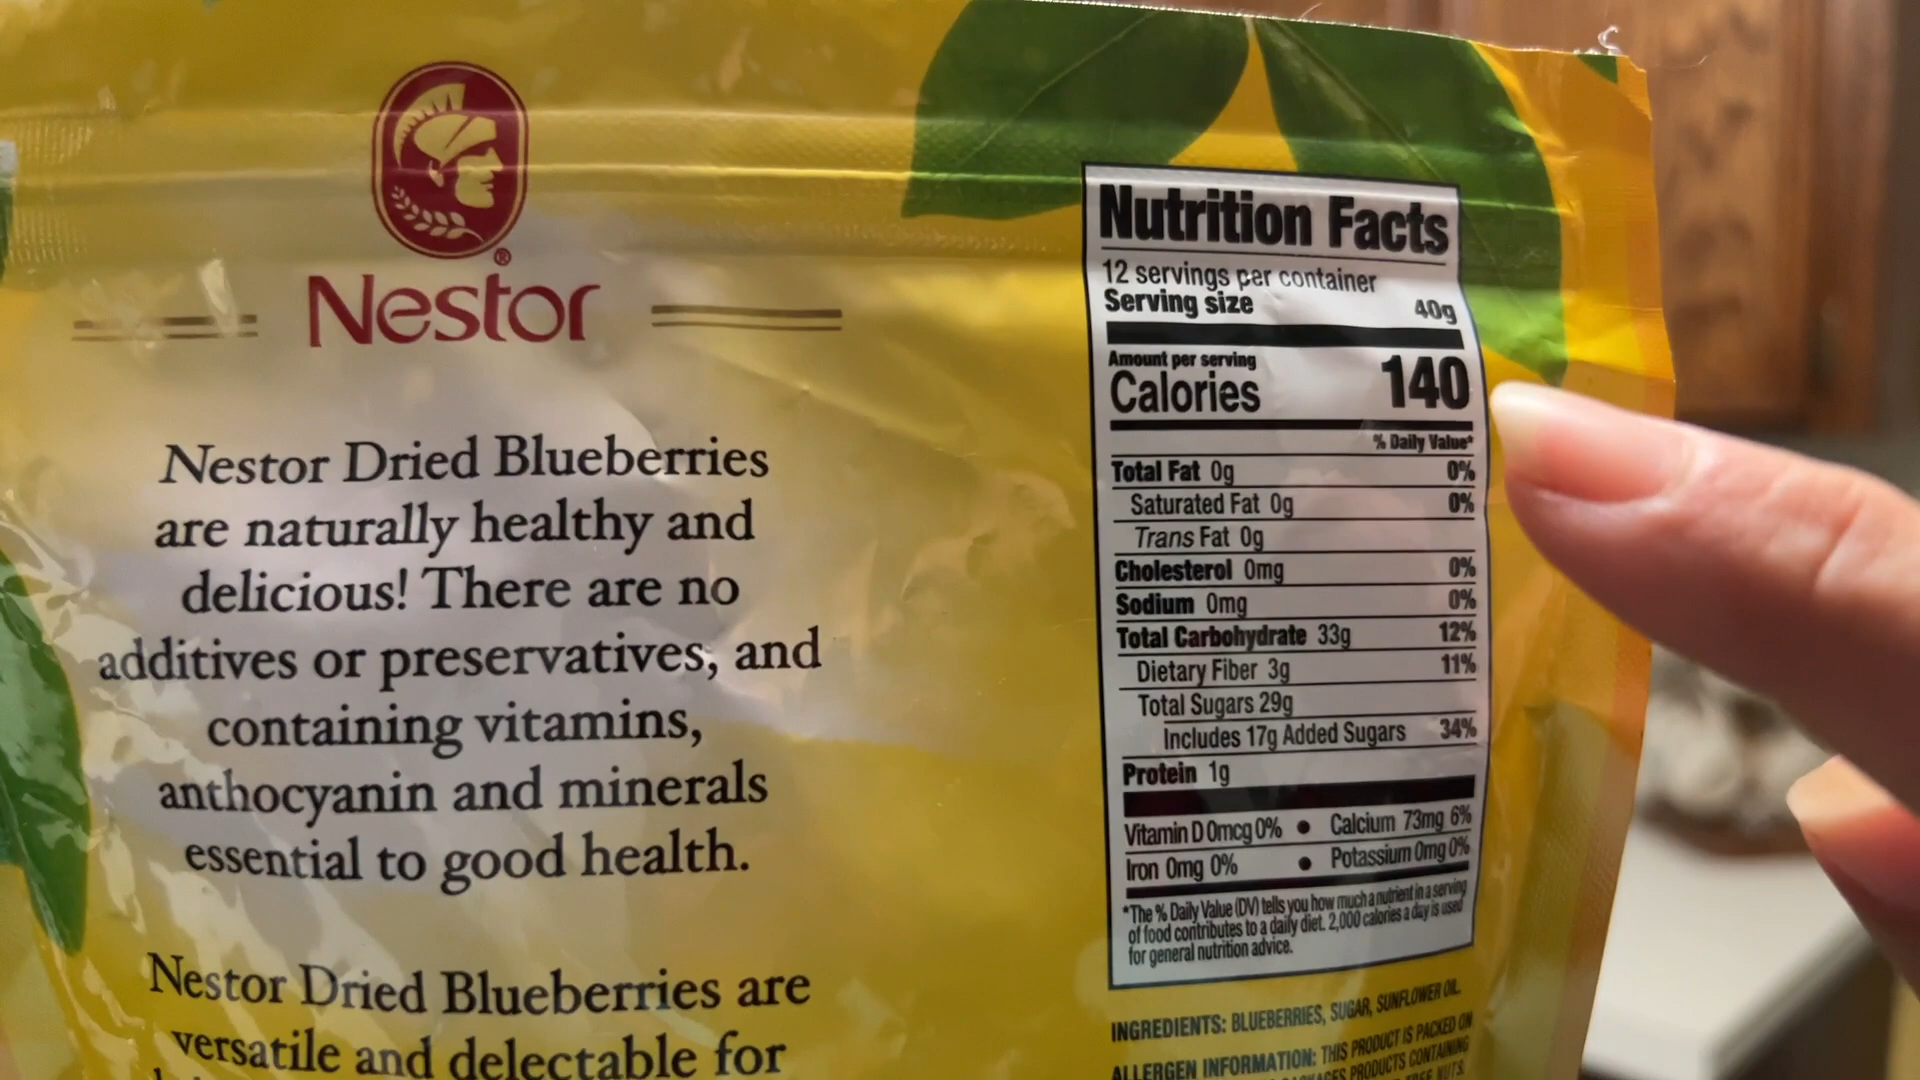 ®
Nestor
Nestor Dried Blueberries
are naturally healthy and
delicious! There are no
additives or preservatives, and
containing vitamins,
anthocyanin and minerals
essential to good health.
Nestor Dried Blueberries are
versatile and delectable for
Nutrition Facts
12 servings per container
Serving size 40g
Amount per serving
Calories 140
% Daily Value*
Total Fat 0g 0%
Saturated Fat 0g 0%
Trans Fat 0g
Cholesterol 0mg 0%
Sodium 0mg 0%
Total Carbohydrate 33g 12%
Dietary Fiber 3g 11%
Total Sugars 29g
Includes 17g Added Sugars 34%
Protein 1g
Vitamin D 0mcg 0% • Calcium 73mg 6%
Iron 0mg 0% • Potassium 0mg 0%
*The % Daily Value (DV) tells you how much a nutrient in a serving
of food contributes to a daily diet. 2,000 calories a day is used
for general nutrition advice.
INGREDIENTS: BLUEBERRIES, SUGAR, SUNFLOWER OIL.
ALLERGEN INFORMATION: THIS PRODUCT IS PACKED ON
PRODUCTS CONTAINING
TREE NUTS.